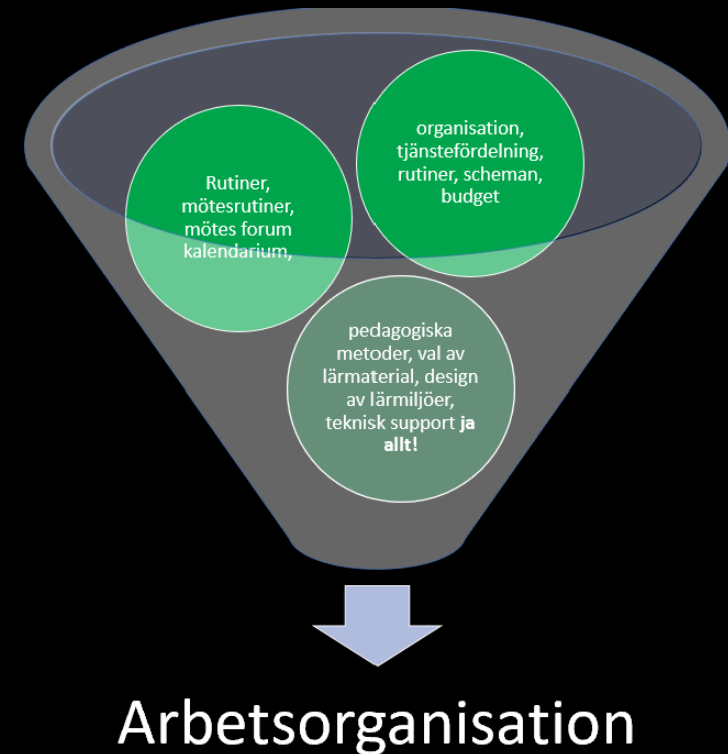 Rutiner,
mötesrutiner,
mötes forum
kalendarium,
organisation,
tjänstefördelning,
rutiner, scheman,
budget
pedagogiska
metoder, val av
lärmaterial, design
av lärmiljöer,
teknisk support ja
allt!
Arbetsorganisation